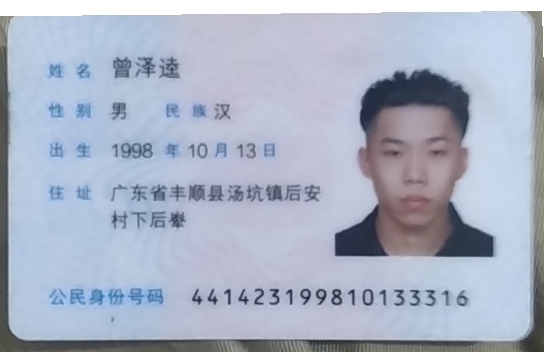 姓名 曾泽逵
性别 男 民族 汉
出生 1998 年 10 月 13 日
住址 广东省丰顺县汤坑镇后安
村下后輋
公民身份号码 441423199810133316